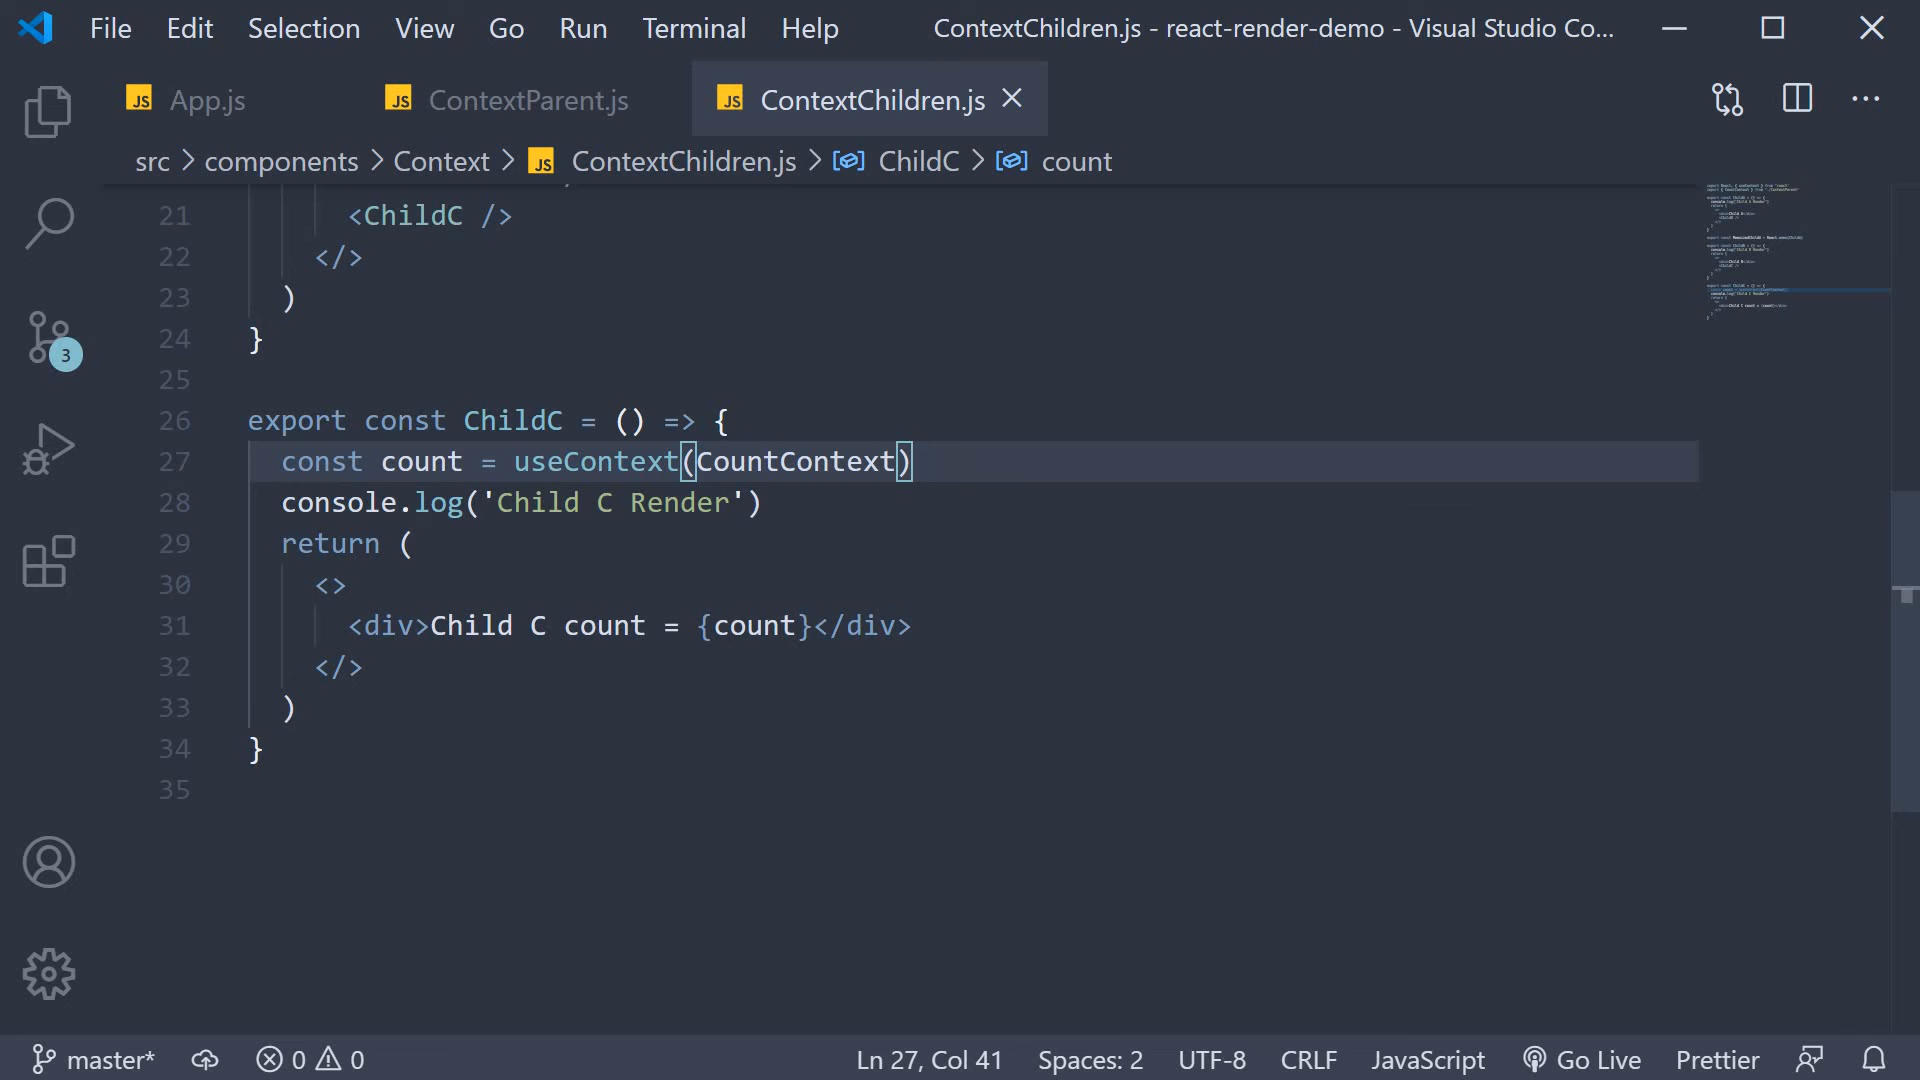 File Edit Selection View Go Run Terminal Help ContextChildren.js - react-render-demo - Visual Studio Co...
JS App.js JS ContextParent.js JS ContextChildren.js
src > components > Context > JS ContextChildren.js > ChildC > count
21 <ChildC />
22 </>
23 )
24 }
25
26 export const ChildC = () => {
27 const count = useContext(CountContext)
28 console.log('Child C Render')
29 return (
30 <>
31 <div>Child C count = {count}</div>
32 </>
33 )
34 }
35
3
master* 0 0 Ln 27, Col 41 Spaces: 2 UTF-8 CRLF JavaScript Go Live Prettier